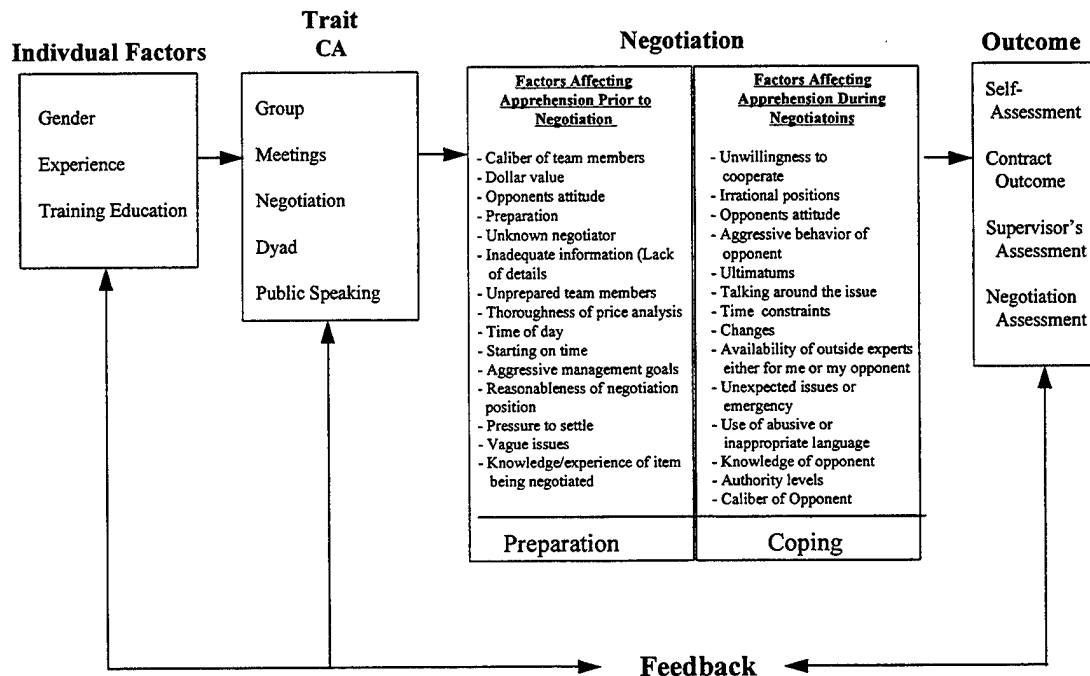 Indivdual Factors
Gender
Experience
Training Education
Trait
CA
Group
Meetings
Negotiation
Dyad
Public Speaking
Negotiation
Factors Affecting
Apprehension Prior to
Negotiation
- Caliber of team members
- Dollar value
- Opponents attitude
- Preparation
- Unknown negotiator
- Inadequate information (Lack
of details
- Unprepared team members
- Thoroughness of price analysis
- Time of day
- Starting on time
- Aggressive management goals
- Reasonableness of negotiation
position
- Pressure to settle
- Vague issues
- Knowledge/experience of item
being negotiated
Preparation
Factors Affecting
Apprehension During
Negotiatoins
- Unwillingness to
cooperate
- Irrational positions
- Opponents attitude
- Aggressive behavior of
opponent
- Ultimatums
- Talking around the issue
- Time constraints
- Changes
- Availability of outside experts
either for me or my opponent
- Unexpected issues or
emergency
- Use of abusive or
inappropriate language
- Knowledge of opponent
- Authority levels
- Caliber of Opponent
Coping
Outcome
Self-
Assessment
Contract
Outcome
Supervisor's
Assessment
Negotiation
Assessment
Feedback